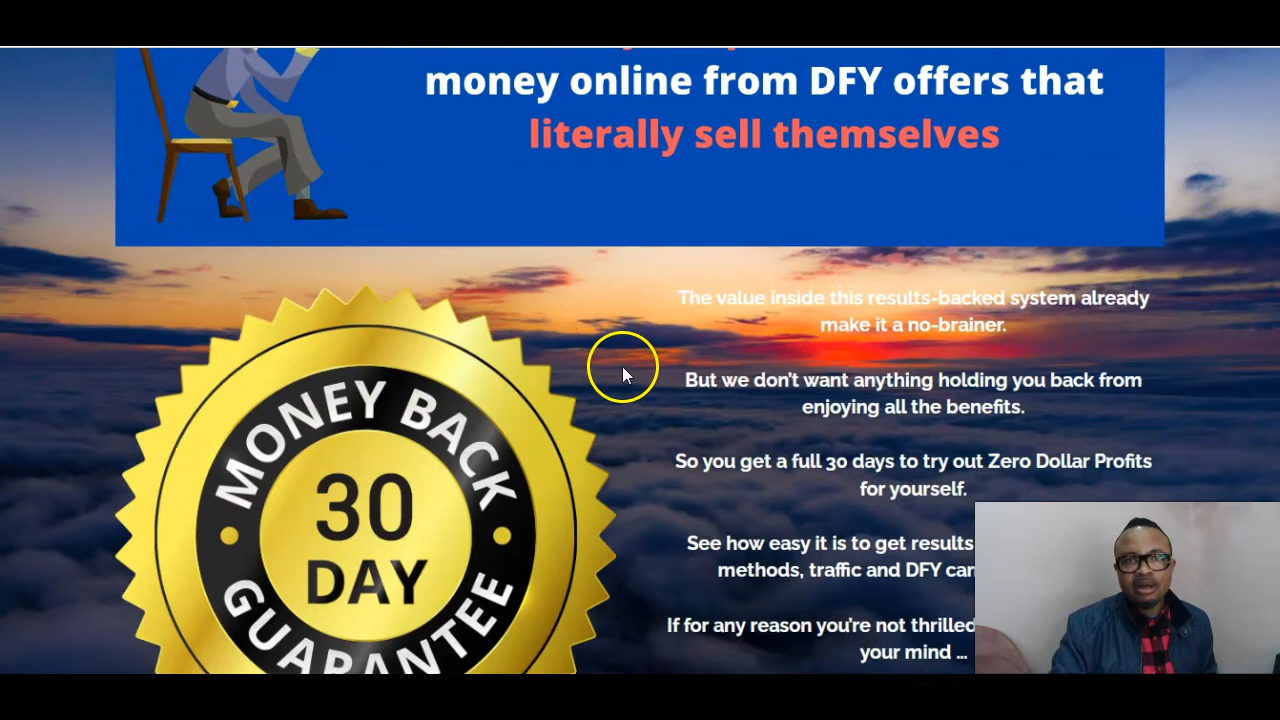 money online from DFY offers that
literally sell themselves
The value inside this results-backed system already
make it a no-brainer.
But we don't want anything holding you back from
enjoying all the benefits.
So you get a full 30 days to try out Zero Dollar Profits
for yourself.
See how easy it is to get results
methods, traffic and DFY
If for any reason you're not thrilled
your mind ...
MONEY BACK
30
DAY
GUARANTEE